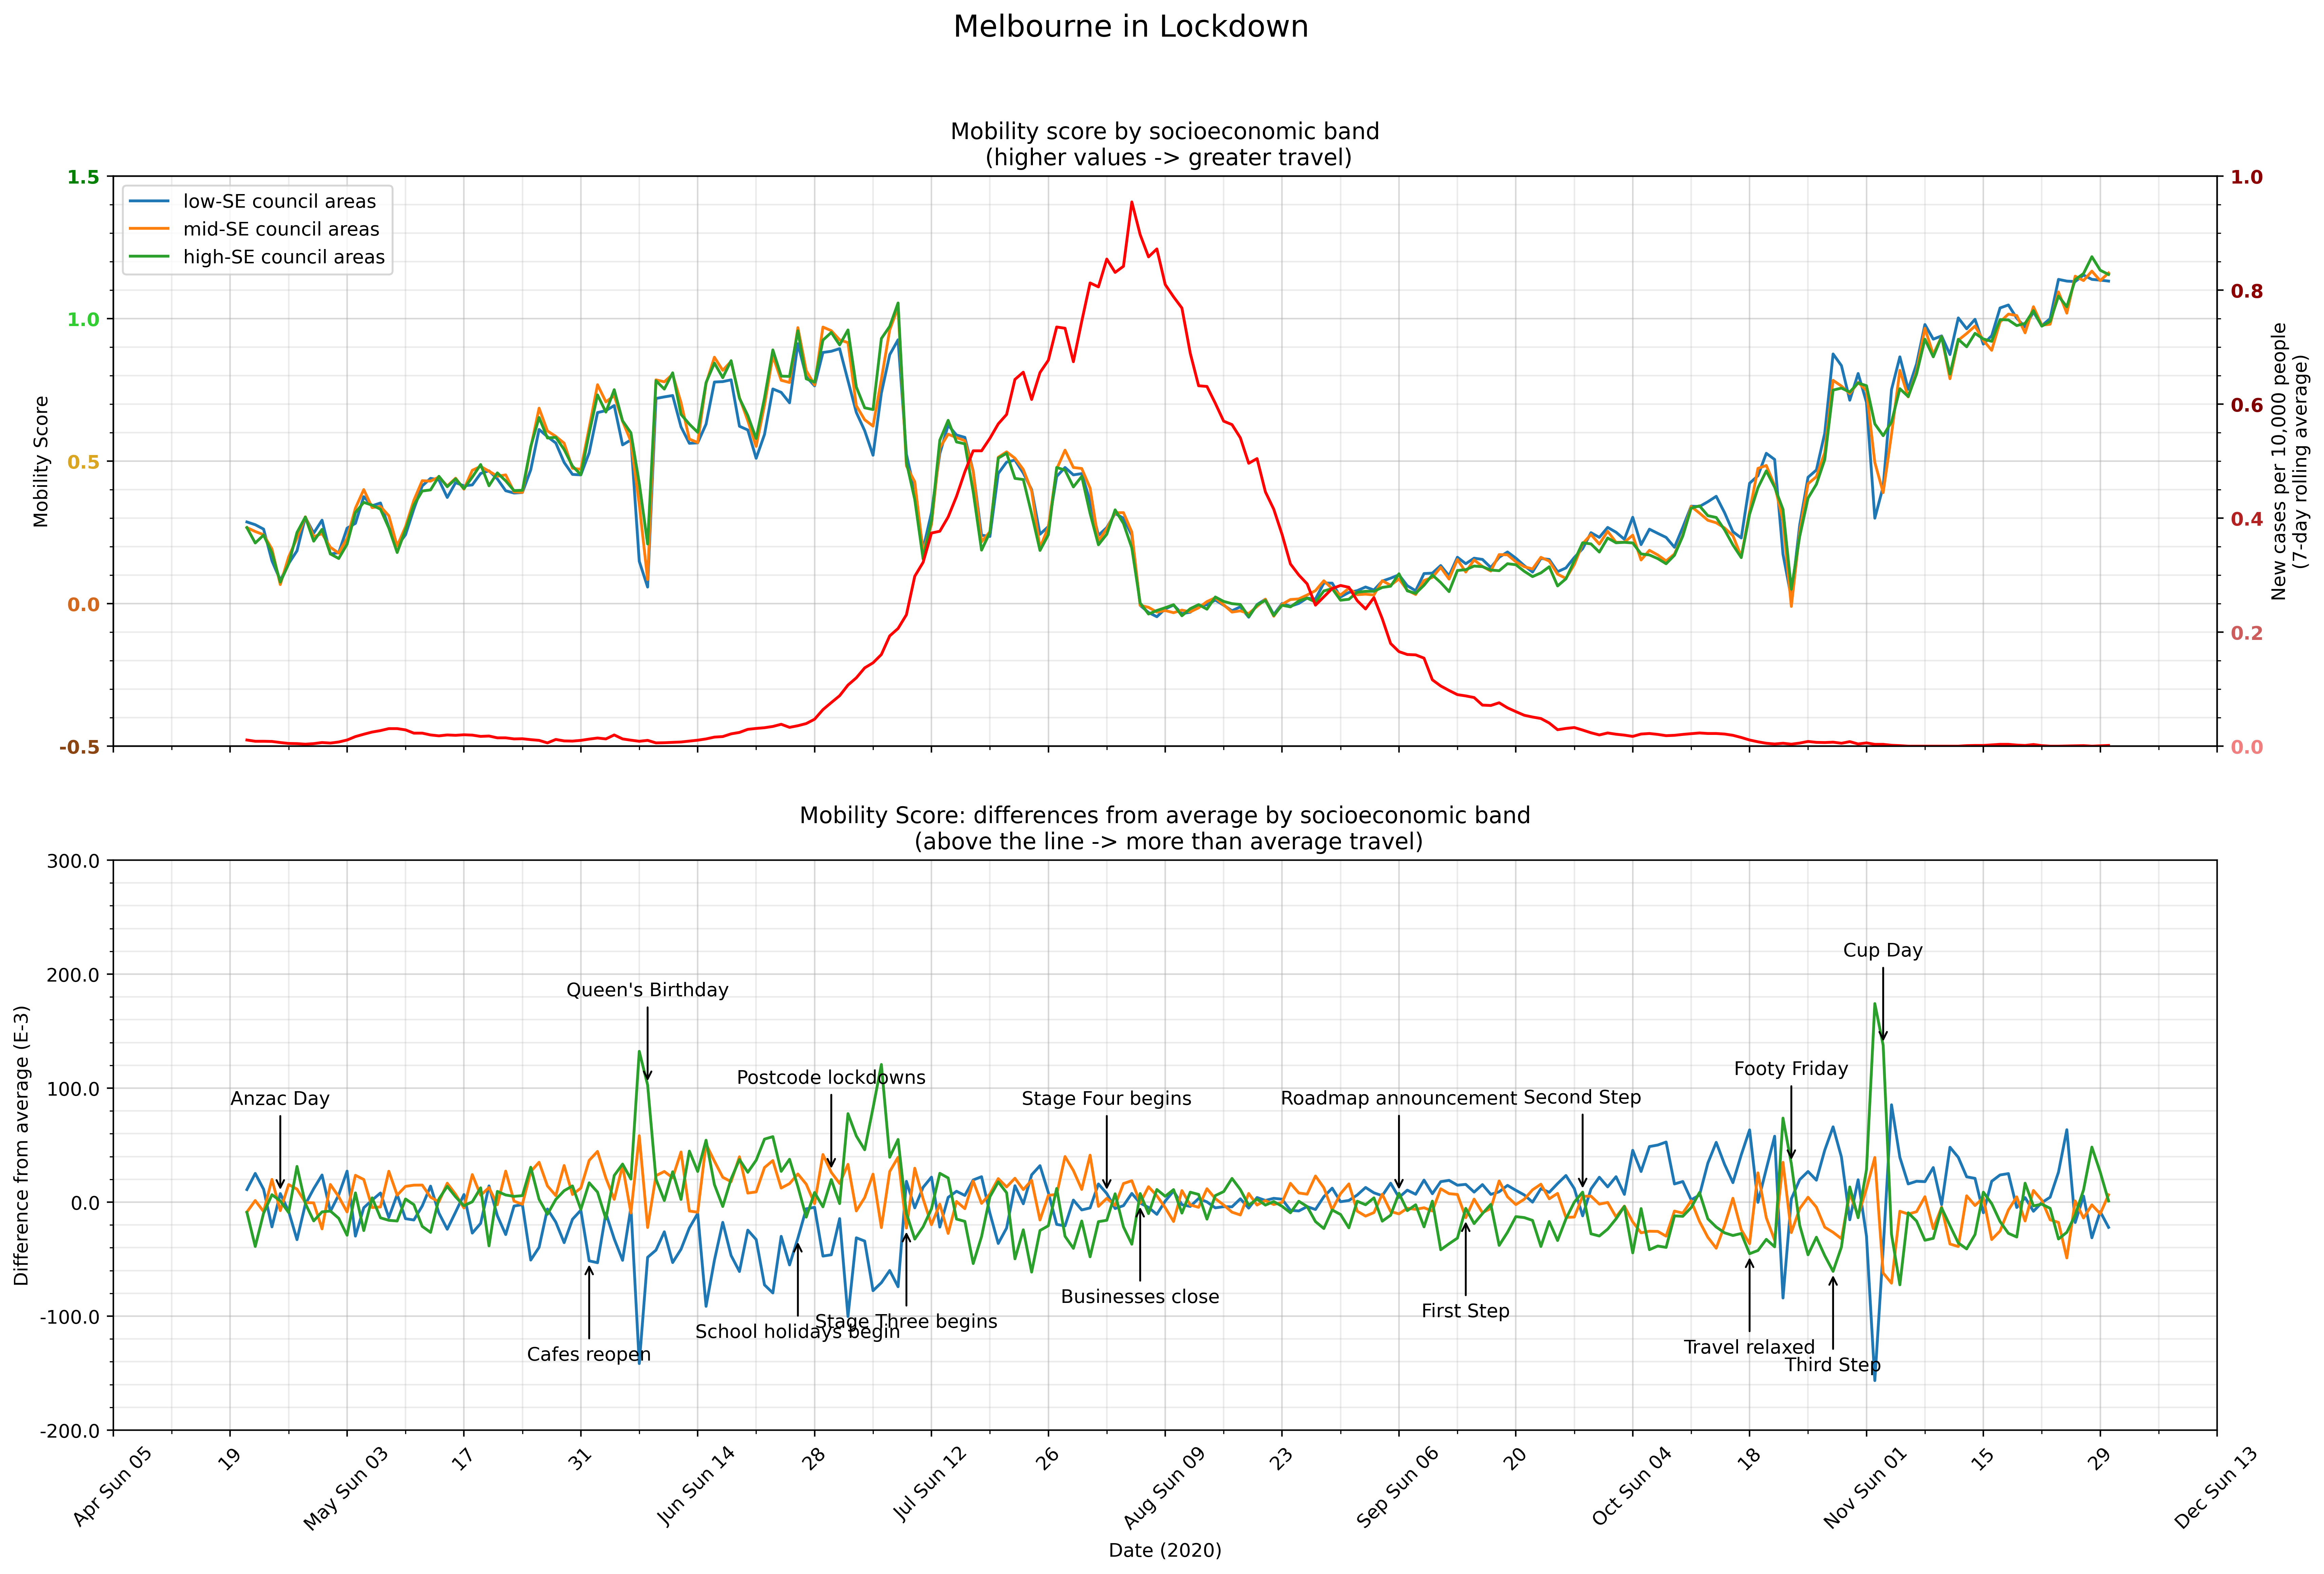 Melbourne in Lockdown
Mobility score by socioeconomic band
(higher values -> greater travel)
low-SE council areas
mid-SE council areas
high-SE council areas
1.5
1.0
0.5
0.0
-0.5
Mobility Score
1.0
0.8
0.6
0.4
0.2
0.0
New cases per 10,000 people
(7-day rolling average)
Mobility Score: differences from average by socioeconomic band
(above the line -> more than average travel)
300.0
200.0
100.0
0.0
-100.0
-200.0
Difference from average (E-3)
Cup Day
Queen's Birthday
Footy Friday
Postcode lockdowns
Anzac Day
Stage Four begins
Roadmap announcement
Second Step
Businesses close
First Step
Stage Three begins
School holidays begin
Travel relaxed
Cafes reopen
Third Step
Apr Sun 05
19
May Sun 03
17
31
Jun Sun 14
28
Jul Sun 12
26
Aug Sun 09
23
Sep Sun 06
20
Oct Sun 04
18
Nov Sun 01
15
29
Dec Sun 13
Date (2020)